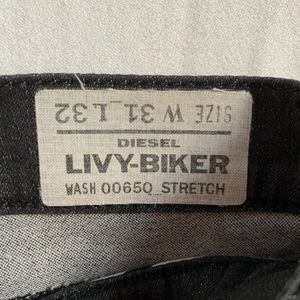 SIZE W 31_L32
DIESEL
LIVY-BIKER
WASH 0065Q_STRETCH